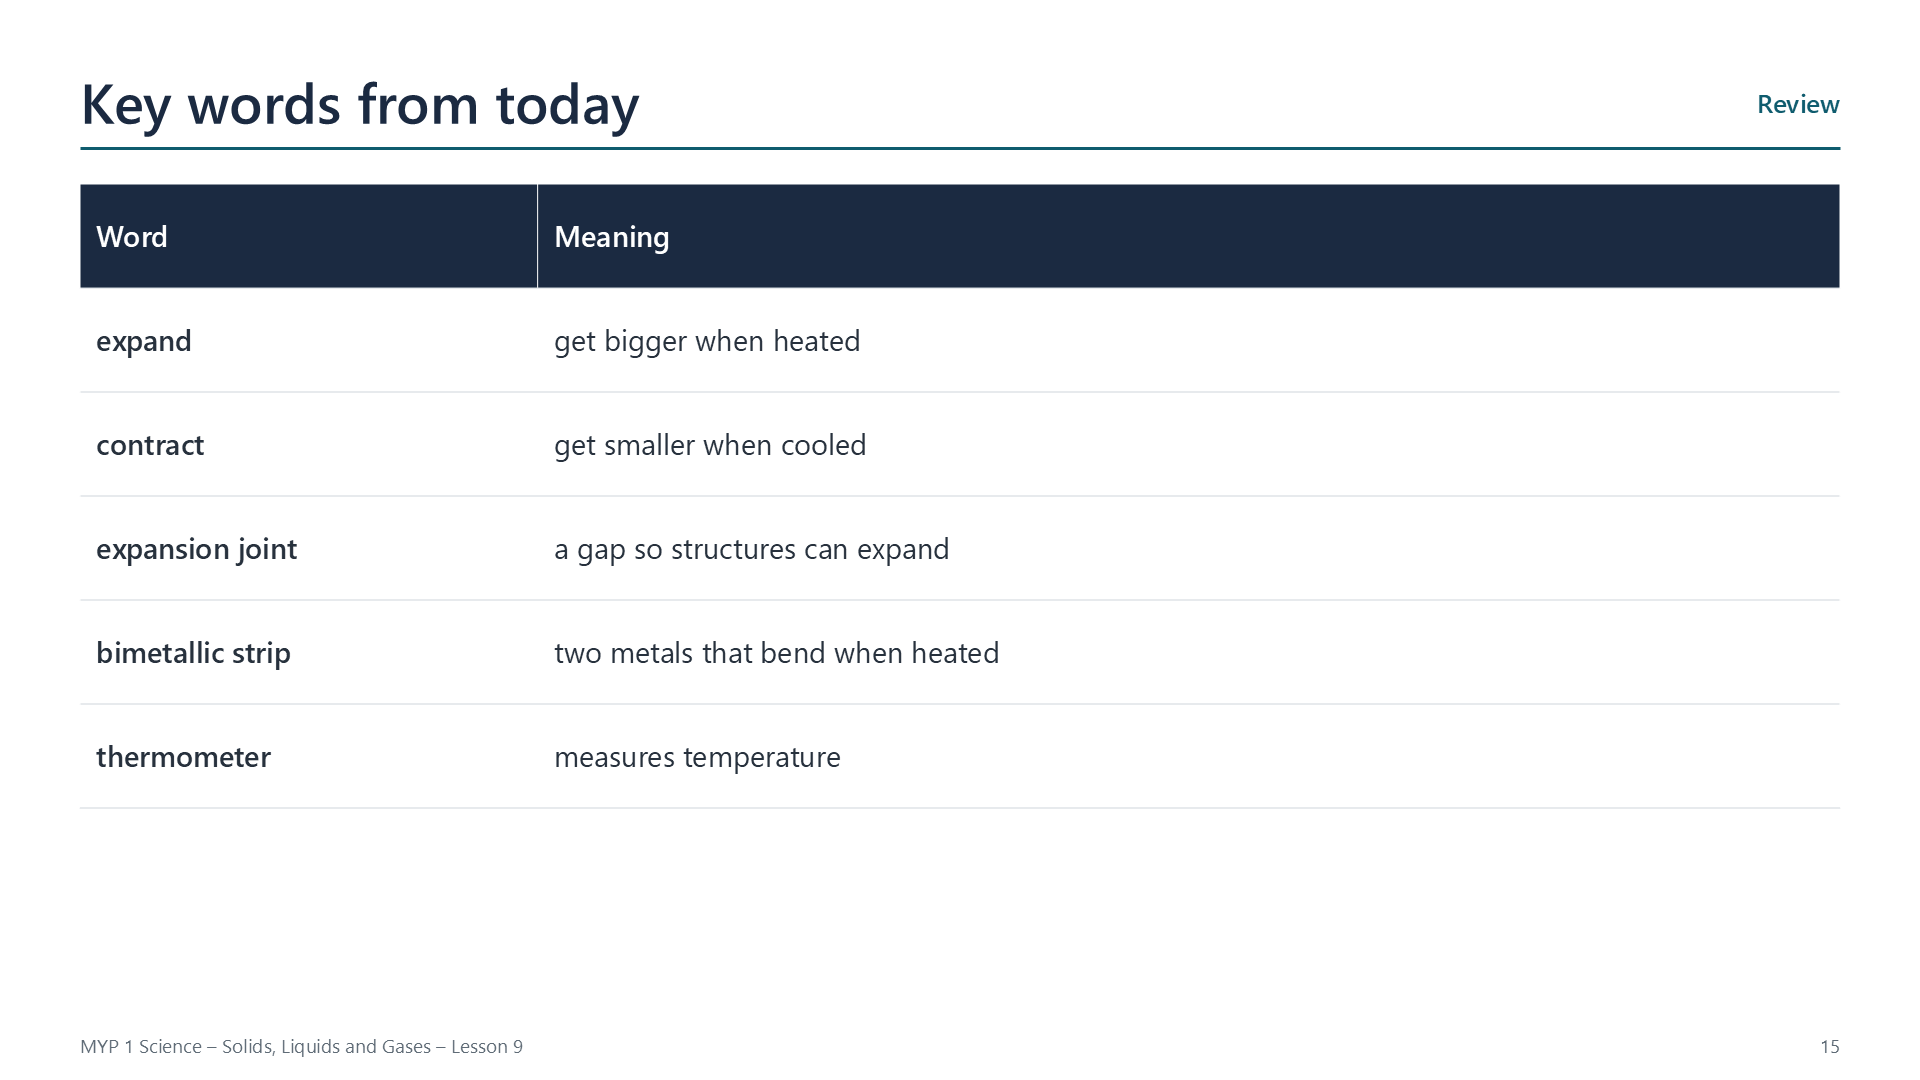 Key words from today
Review
Word Meaning
expand get bigger when heated
contract get smaller when cooled
expansion joint a gap so structures can expand
bimetallic strip two metals that bend when heated
thermometer measures temperature
MYP 1 Science – Solids, Liquids and Gases – Lesson 9
15